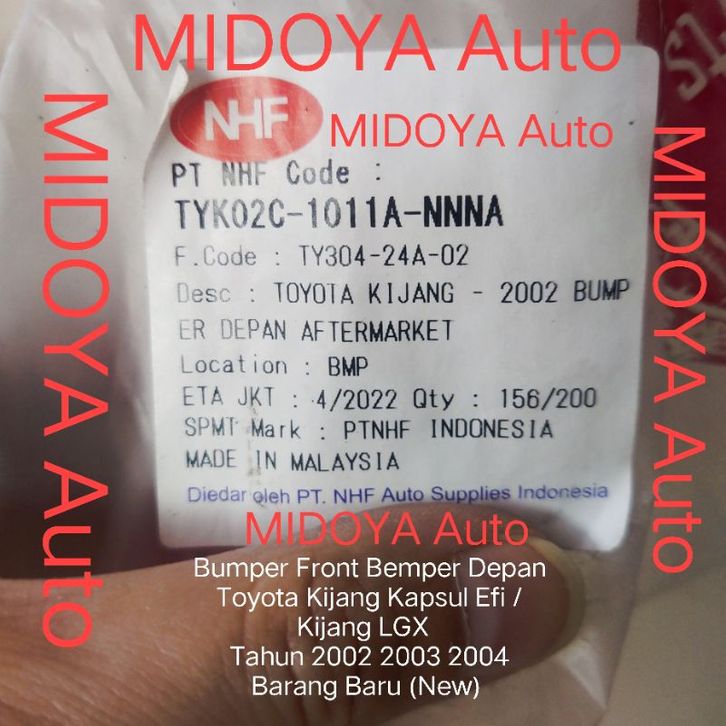 MIDOYA Auto
NHF
MIDOYA Auto
MIDOYA Auto
MIDOYA Auto
PT NHF Code :
TYK02C-1011A-NNNA
F.Code : TY304-24A-02
Desc : TOYOTA KIJANG - 2002 BUMP
ER DEPAN AFTERMARKET
Location : BMP
ETA JKT : 4/2022 Qty : 156/200
SPMT Mark : PTNHF INDONESIA
MADE IN MALAYSIA
Diedar oleh PT. NHF Auto Supplies Indonesia
MIDOYA Auto
Bumper Front Bemper Depan
Toyota Kijang Kapsul Efi /
Kijang LGX
Tahun 2002 2003 2004
Barang Baru (New)